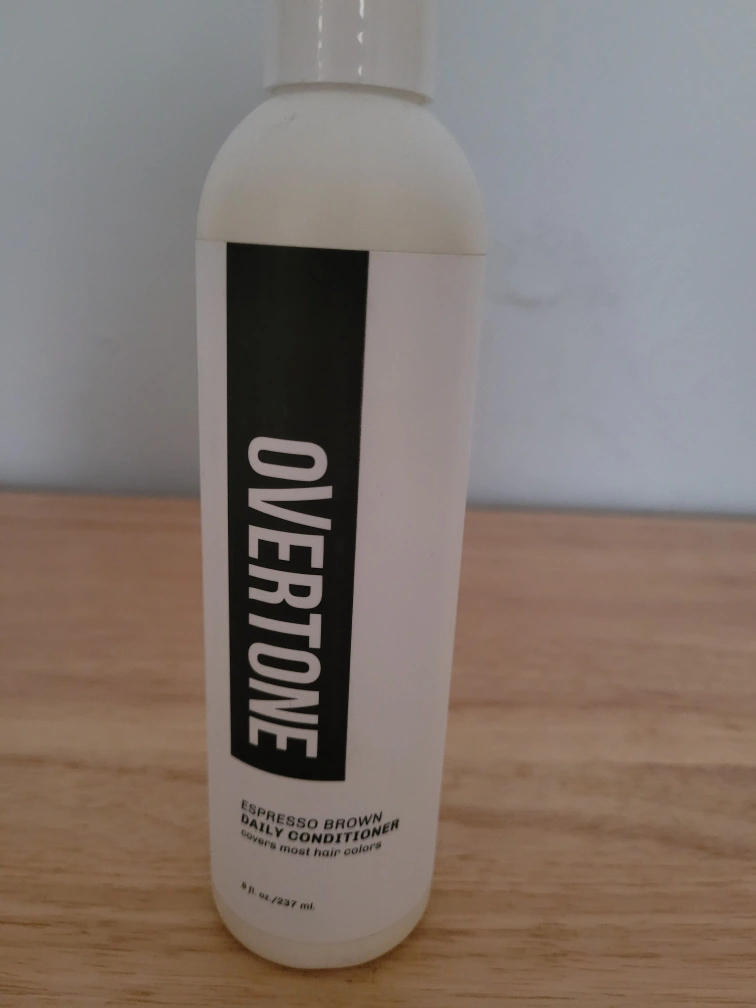 OVERTONE
ESPRESSO BROWN
DAILY CONDITIONER
covers most hair colors
8 fl. oz./237 ml.